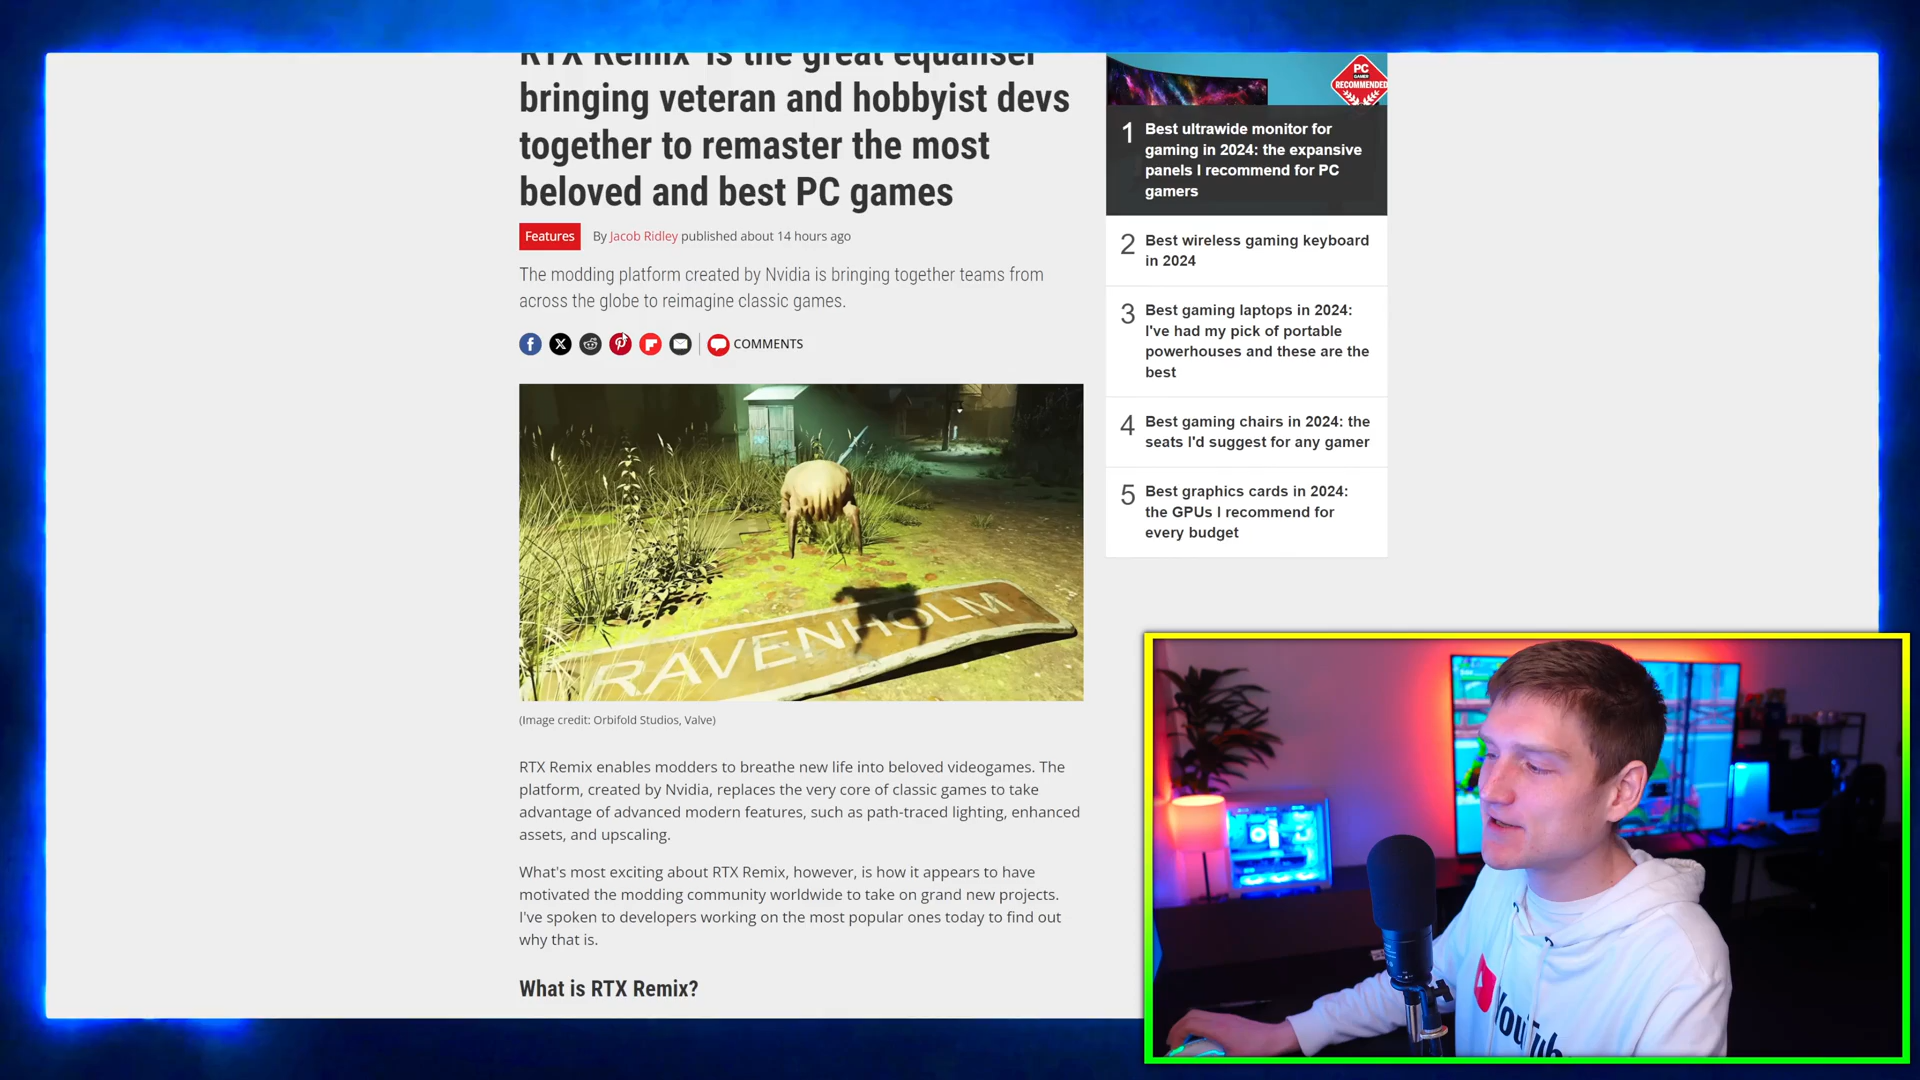 RTX Remix 'is the great equaliser'
bringing veteran and hobbyist devs
together to remaster the most
beloved and best PC games
Features By Jacob Ridley published about 14 hours ago
The modding platform created by Nvidia is bringing together teams from
across the globe to reimagine classic games.
COMMENTS
RAVENHOLM
(Image credit: Orbifold Studios, Valve)
RTX Remix enables modders to breathe new life into beloved videogames. The
platform, created by Nvidia, replaces the very core of classic games to take
advantage of advanced modern features, such as path-traced lighting, enhanced
assets, and upscaling.
What's most exciting about RTX Remix, however, is how it appears to have
motivated the modding community worldwide to take on grand new projects.
I've spoken to developers working on the most popular ones today to find out
why that is.
What is RTX Remix?
PC
GAMER
RECOMMENDED
1 Best ultrawide monitor for
gaming in 2024: the expansive
panels I recommend for PC
gamers
2 Best wireless gaming keyboard
in 2024
3 Best gaming laptops in 2024:
I've had my pick of portable
powerhouses and these are the
best
4 Best gaming chairs in 2024: the
seats I'd suggest for any gamer
5 Best graphics cards in 2024:
the GPUs I recommend for
every budget
YouTub